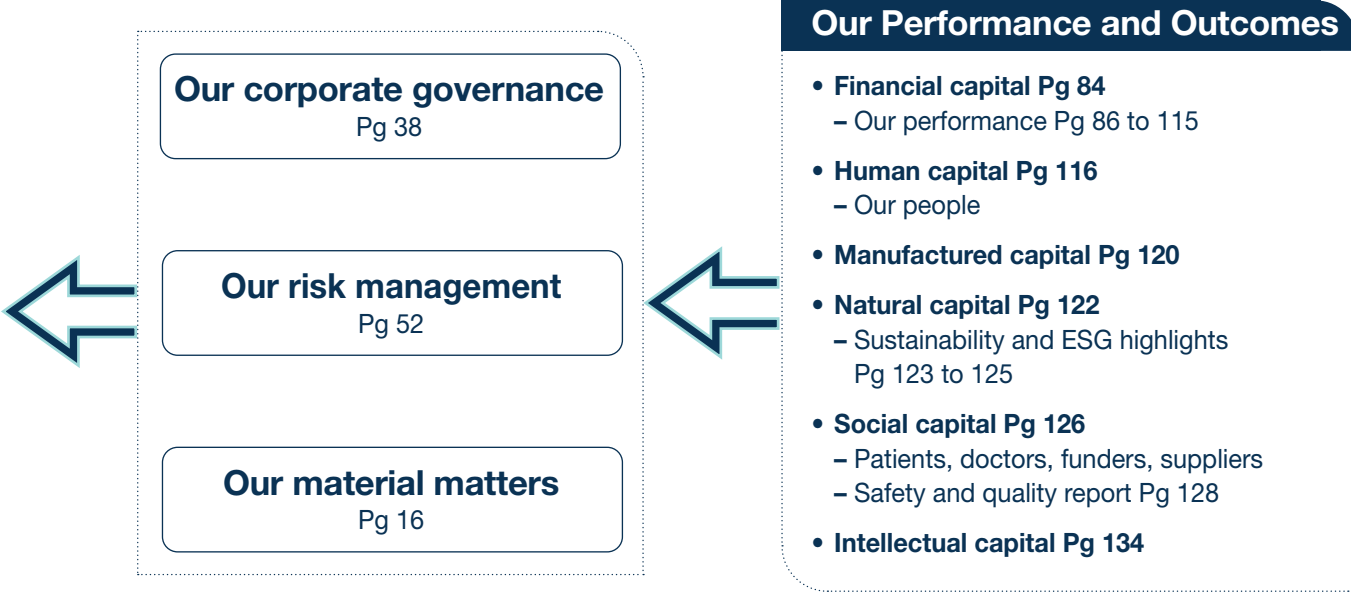 Our corporate governance
Pg 38
Our risk management
Pg 52
Our material matters
Pg 16
Our Performance and Outcomes
• Financial capital Pg 84
– Our performance Pg 86 to 115
• Human capital Pg 116
– Our people
• Manufactured capital Pg 120
• Natural capital Pg 122
– Sustainability and ESG highlights
Pg 123 to 125
• Social capital Pg 126
– Patients, doctors, funders, suppliers
– Safety and quality report Pg 128
• Intellectual capital Pg 134